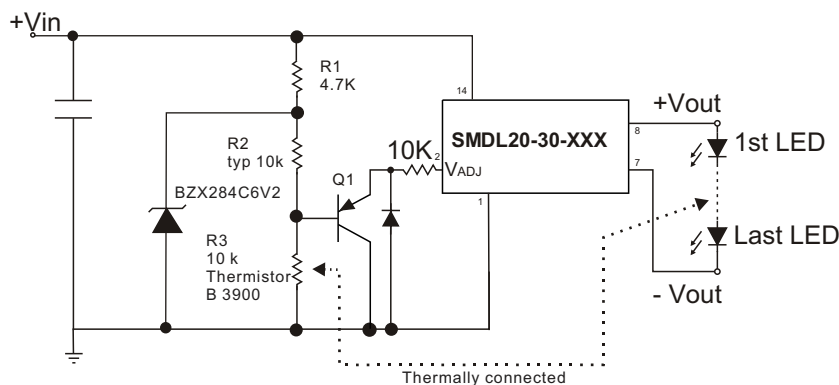 +Vin
R1
4.7K
14
SMDL20-30-XXX
+Vout
8
1st LED
R2
typ 10k
10K
2
VADJ
7
BZX284C6V2
Q1
1
R3
10 k
Thermistor
B 3900
Last LED
- Vout
Thermally connected